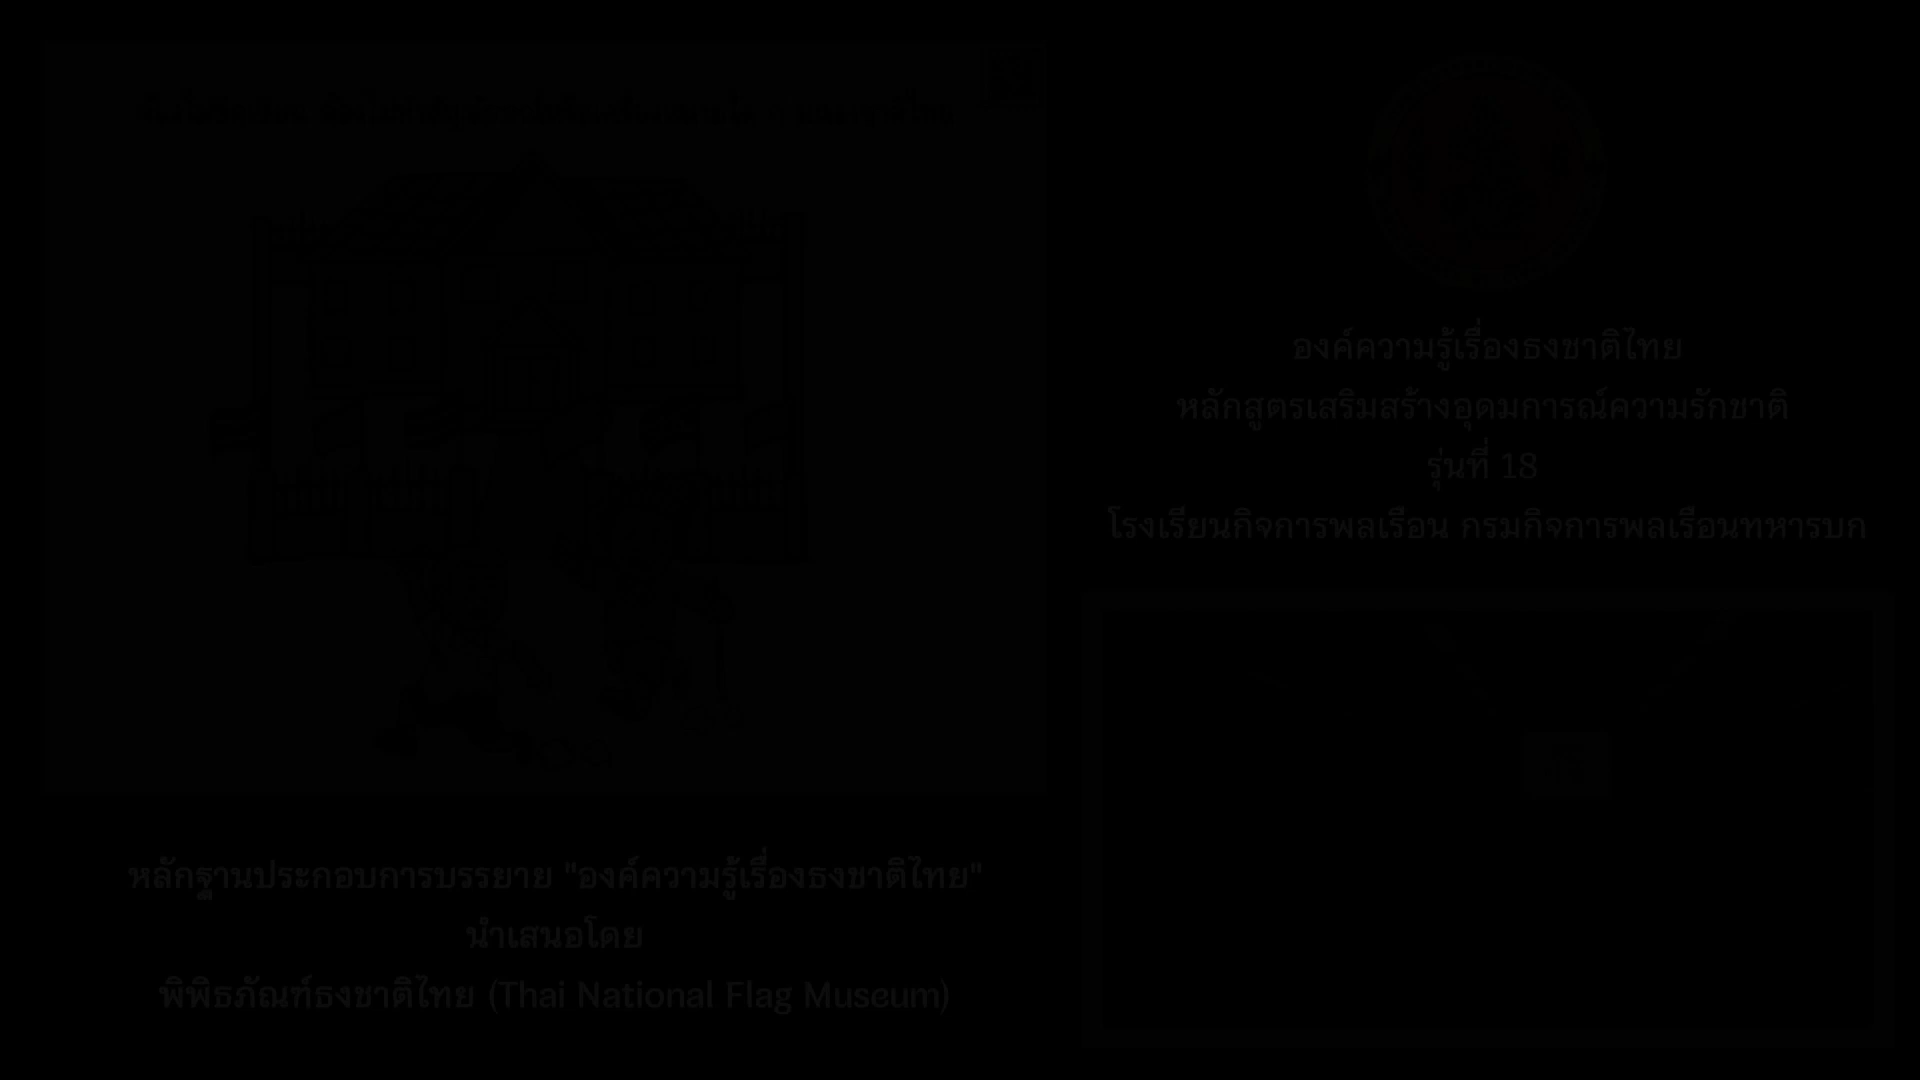 องค์ความรู้เรื่องธงชาติไทย
หลักสูตรเสริมสร้างอุดมการณ์ความรักชาติ
รุ่นที่ 18
โรงเรียนกิจการพลเรือน กรมกิจการพลเรือนทหารบก
หลักฐานประกอบการบรรยาย "องค์ความรู้เรื่องธงชาติไทย"
นำเสนอโดย
พิพิธภัณฑ์ธงชาติไทย (Thai National Flag Museum)